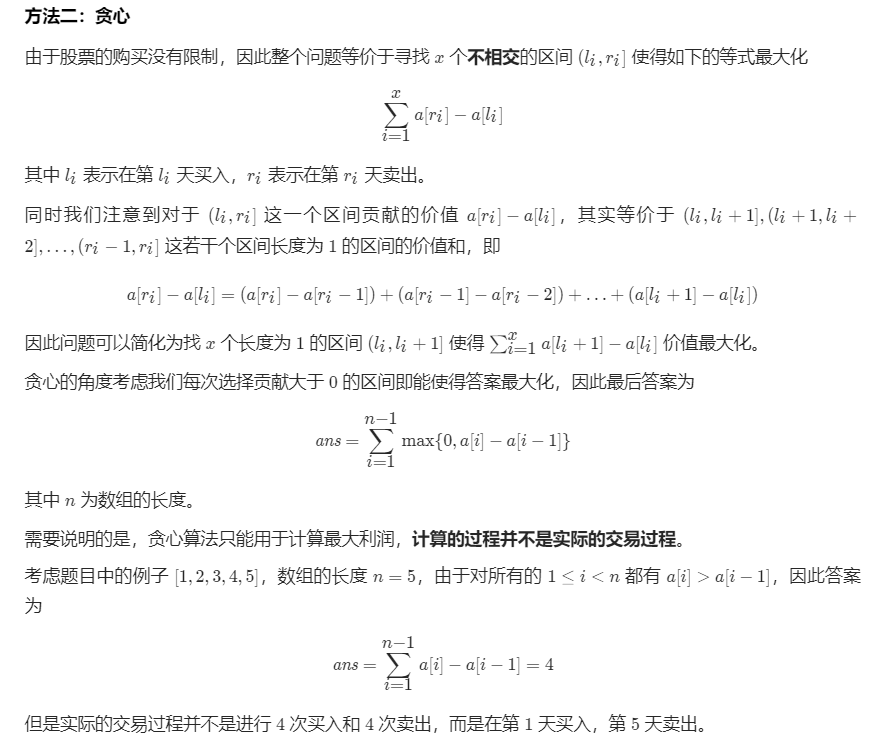 方法二：贪心
由于股票的购买没有限制，因此整个问题等价于寻找 x 个不相交的区间 (l_i, r_i] 使得如下的等式最大化
\sum_{i=1}^{x} a[r_i] − a[l_i]
其中 l_i 表示在第 l_i 天买入，r_i 表示在第 r_i 天卖出。
同时我们注意到对于 (l_i, r_i] 这一个区间贡献的价值 a[r_i] − a[l_i]，其实等价于 (l_i, l_i + 1], (l_i + 1, l_i +
2], . . . , (r_i − 1, r_i] 这若干个区间长度为 1 的区间的价值和，即
a[r_i] − a[l_i] = (a[r_i] − a[r_i − 1]) + (a[r_i − 1] − a[r_i − 2]) + . . . + (a[l_i + 1] − a[l_i])
因此问题可以简化为找 x 个长度为 1 的区间 (l_i, l_i + 1] 使得 \sum_{i=1}^{x} a[l_i + 1] − a[l_i] 价值最大化。
贪心的角度考虑我们每次选择贡献大于 0 的区间即能使得答案最大化，因此最后答案为
ans = \sum_{i=1}^{n−1} max{0, a[i] − a[i − 1]}
其中 n 为数组的长度。
需要说明的是，贪心算法只能用于计算最大利润，计算的过程并不是实际的交易过程。
考虑题目中的例子 [1, 2, 3, 4, 5]，数组的长度 n = 5，由于对所有的 1 ≤ i < n 都有 a[i] > a[i − 1]，因此答案
为
ans = \sum_{i=1}^{n−1} a[i] − a[i − 1] = 4
但是实际的交易过程并不是进行 4 次买入和 4 次卖出，而是在第 1 天买入，第 5 天卖出。